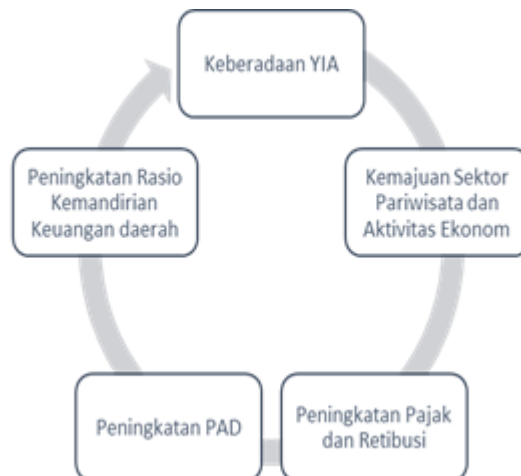 Keberadaan YIA
Kemajuan Sektor
Pariwisata dan
Aktivitas Ekonom
Peningkatan Pajak
dan Retibusi
Peningkatan PAD
Peningkatan Rasio
Kemandirian
Keuangan daerah